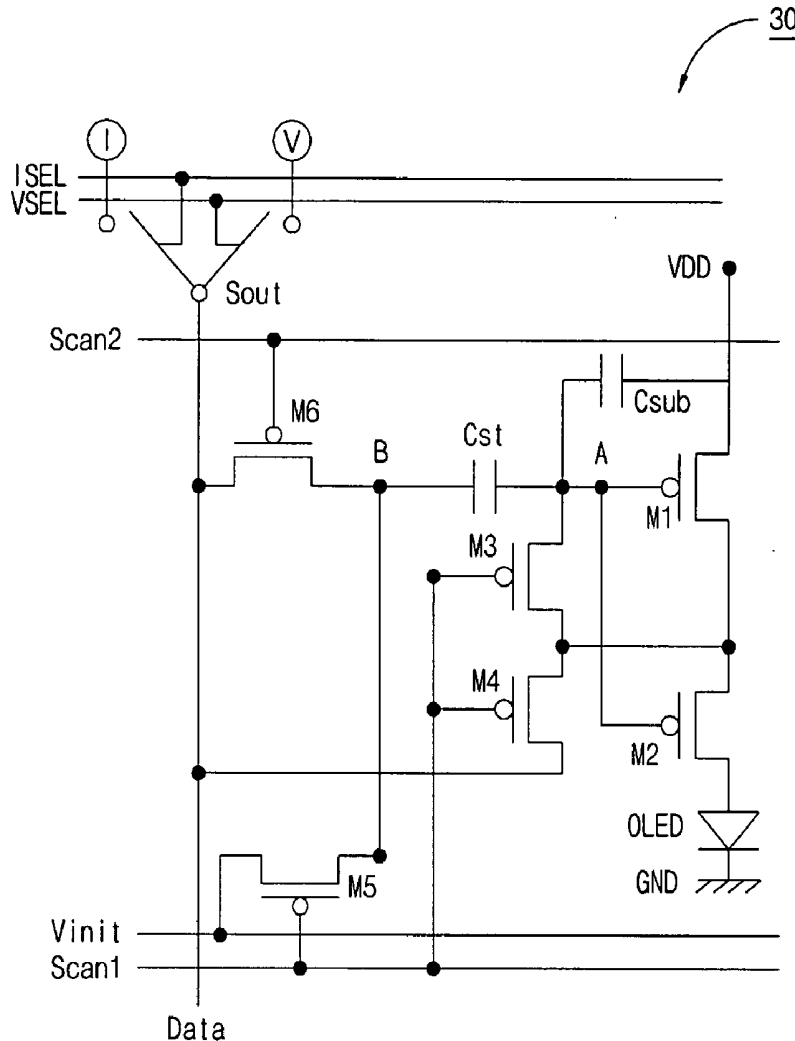 30
I
V
ISEL
VSEL
Sout
VDD
Scan2
Csub
M6
Cst
B
A
M1
M3
M4
M2
OLED
M5
GND
Vinit
Scan1
Data